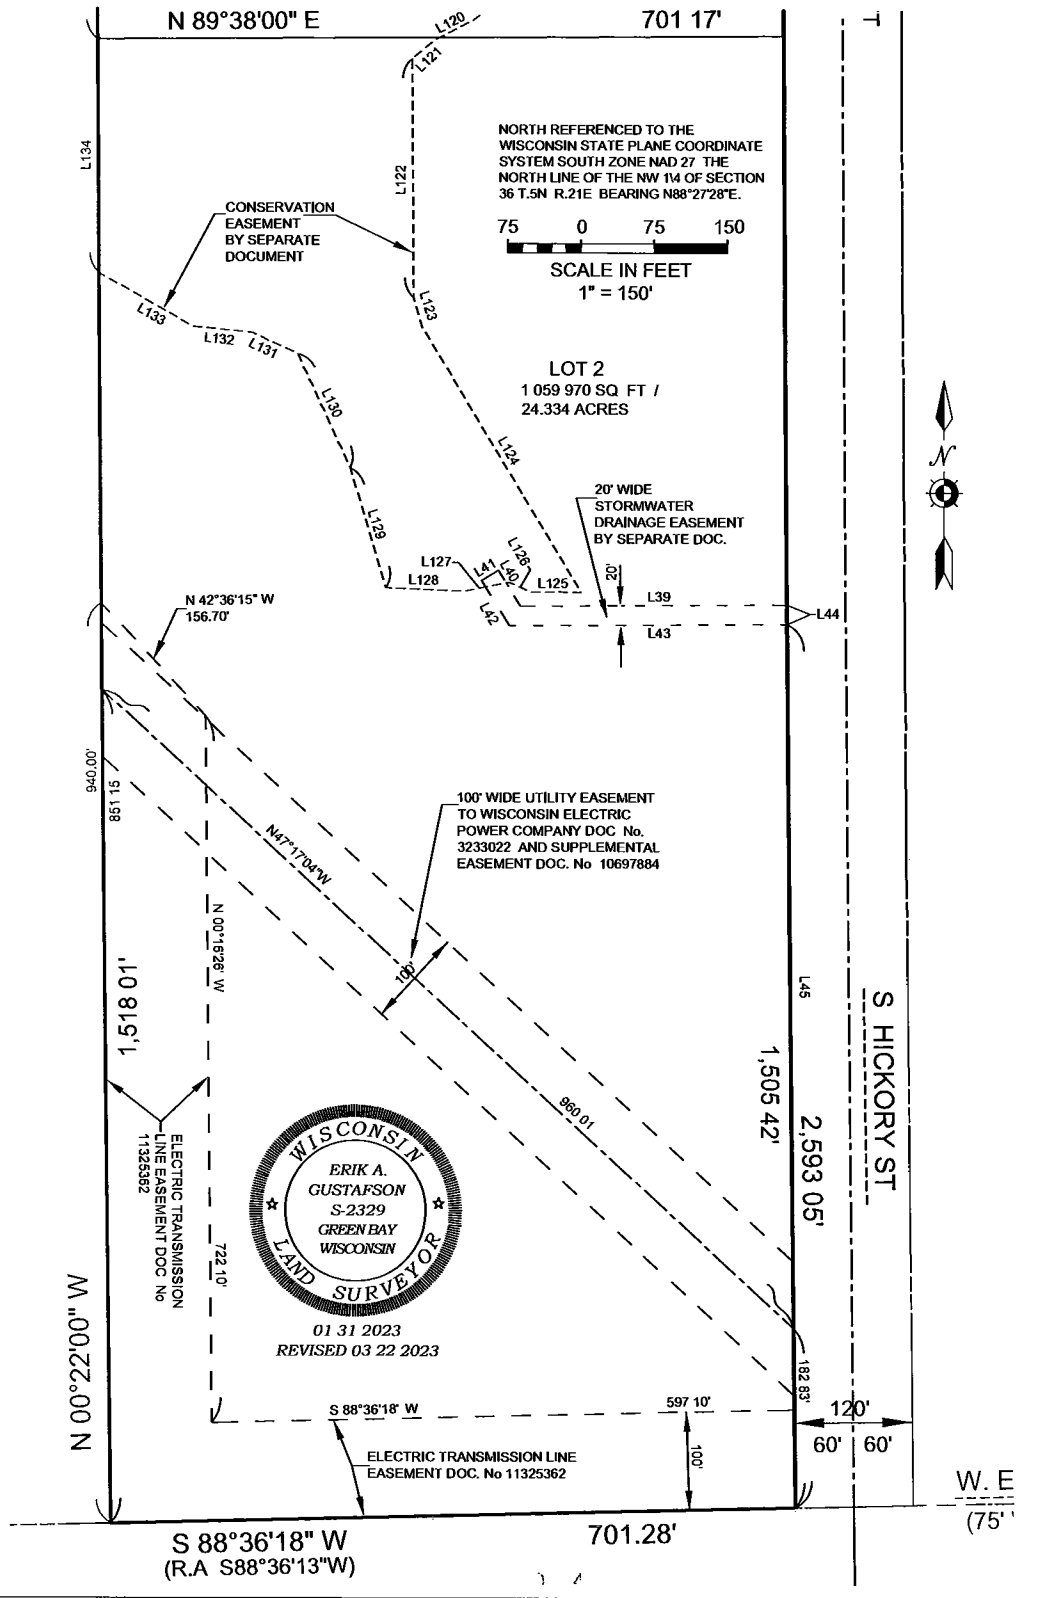 N 89°38'00" E
701 17'
L120
L121
T
NORTH REFERENCED TO THE
WISCONSIN STATE PLANE COORDINATE
SYSTEM SOUTH ZONE NAD 27 THE
NORTH LINE OF THE NW 1\4 OF SECTION
36 T.5N R.21E BEARING N88°27'28"E.
L134
L122
75 0 75 150
SCALE IN FEET
1" = 150'
CONSERVATION
EASEMENT
BY SEPARATE
DOCUMENT
L123
L133
L132
L131
LOT 2
1 059 970 SQ FT /
24.334 ACRES
L130
L124
N
20' WIDE
STORMWATER
DRAINAGE EASEMENT
BY SEPARATE DOC.
L129
L126
L127
L41
L40
20'
L128
L125
L39
L42
L44
L43
N 42°36'15" W
156.70'
940.00'
851 15
100' WIDE UTILITY EASEMENT
TO WISCONSIN ELECTRIC
POWER COMPANY DOC No.
3233022 AND SUPPLEMENTAL
EASEMENT DOC. No 10697884
N47°17'04"W
N 00°16'26" W
100'
L45
1,518 01'
S HICKORY ST
1,505 42'
2,593 05'
960 01
ELECTRIC TRANSMISSION
LINE EASEMENT DOC No
11325362
WISCONSIN
ERIK A.
GUSTAFSON
S-2329
GREEN BAY
WISCONSIN
LAND SURVEYOR
722 10'
01 31 2023
REVISED 03 22 2023
N 00°22'00" W
182 83'
S 88°36'18" W
597 10'
120'
60' 60'
100'
ELECTRIC TRANSMISSION LINE
EASEMENT DOC. No 11325362
W. E
(75'
S 88°36'18" W
(R.A S88°36'13"W)
701.28'